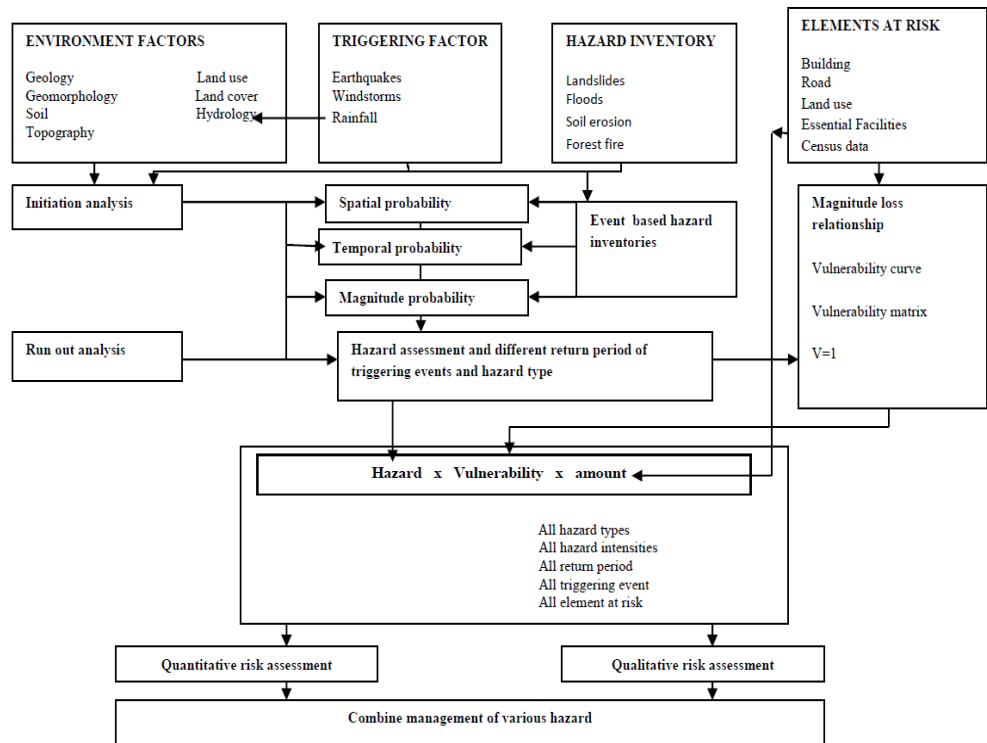 ENVIRONMENT FACTORS
Geology Land use
Geomorphology Land cover
Soil Hydrology
Topography
TRIGGERING FACTOR
Earthquakes
Windstorms
Rainfall
HAZARD INVENTORY
Landslides
Floods
Soil erosion
Forest fire
ELEMENTS AT RISK
Building
Road
Land use
Essential Facilities
Census data
Initiation analysis
Spatial probability
Temporal probability
Magnitude probability
Event based hazard
inventories
Magnitude loss
relationship
Vulnerability curve
Vulnerability matrix
V=1
Run out analysis
Hazard assessment and different return period of
triggering events and hazard type
Hazard x Vulnerability x amount
All hazard types
All hazard intensities
All return period
All triggering event
All element at risk
Quantitative risk assessment
Qualitative risk assessment
Combine management of various hazard